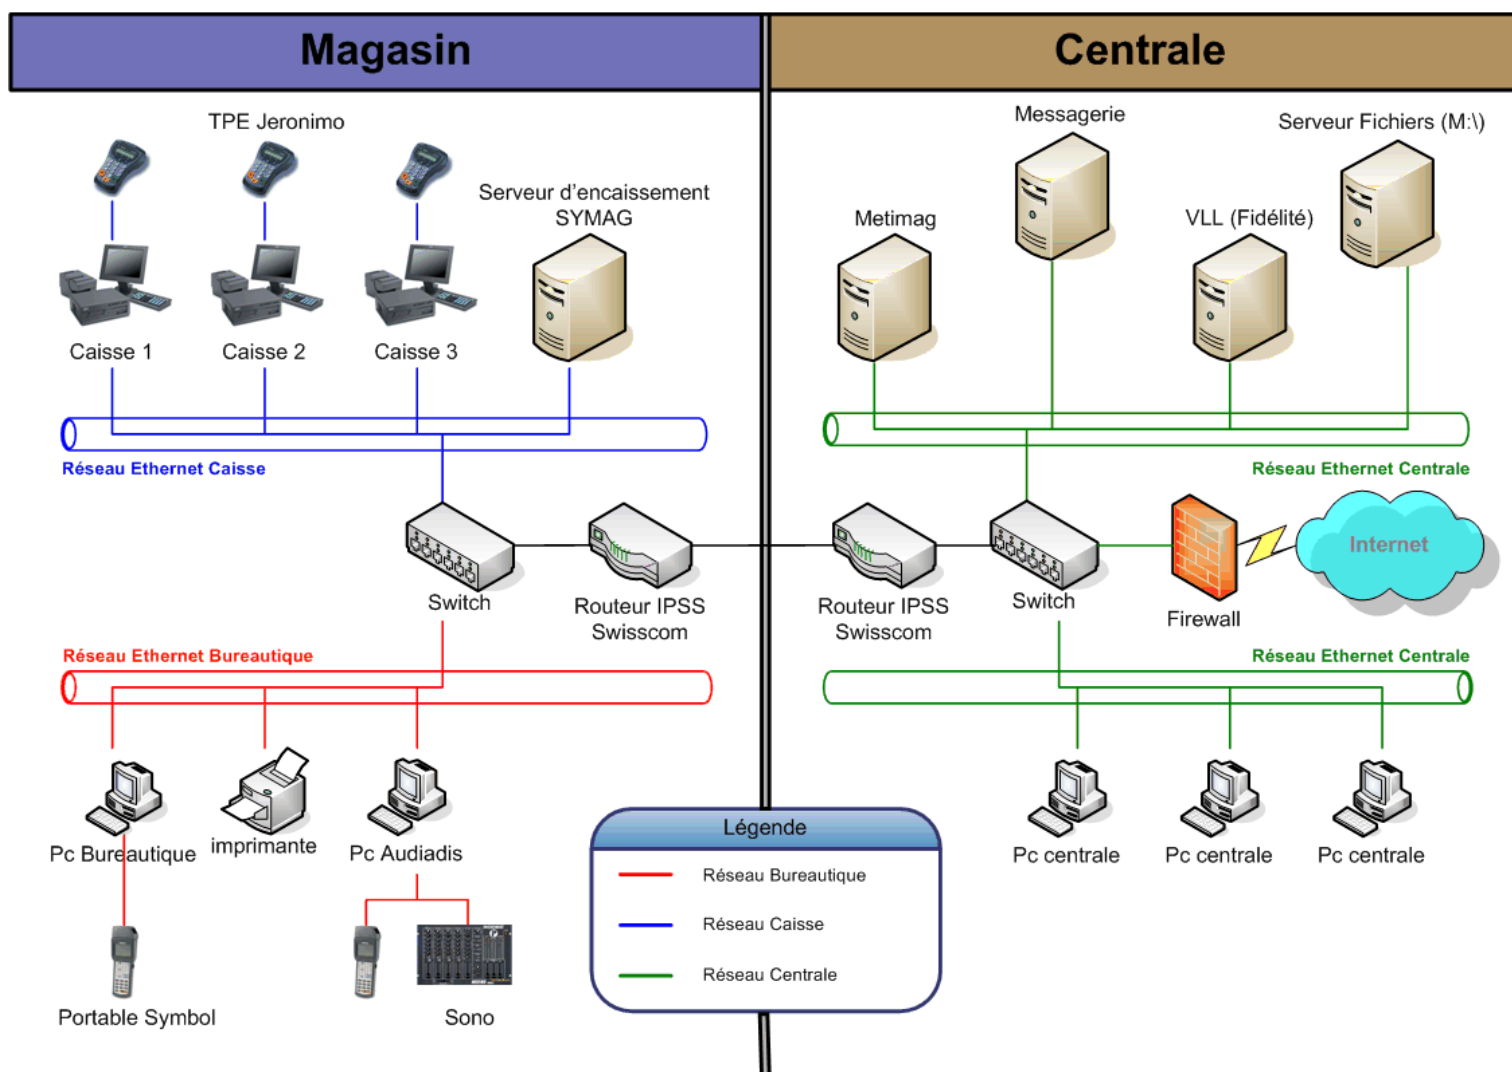 Magasin
Centrale
TPE Jeronimo
Serveur d'encaissement
SYMAG
Caisse 1
Caisse 2
Caisse 3
Réseau Ethernet Caisse
Switch
Routeur IPSS
Swisscom
Réseau Ethernet Bureautique
Pc Bureautique
imprimante
Pc Audiadis
Portable Symbol
Sono
Messagerie
Serveur Fichiers (M:\)
Metimag
VLL (Fidélité)
Réseau Ethernet Centrale
Internet
Routeur IPSS
Swisscom
Switch
Firewall
Réseau Ethernet Centrale
Pc centrale
Pc centrale
Pc centrale
Légende
Réseau Bureautique
Réseau Caisse
Réseau Centrale